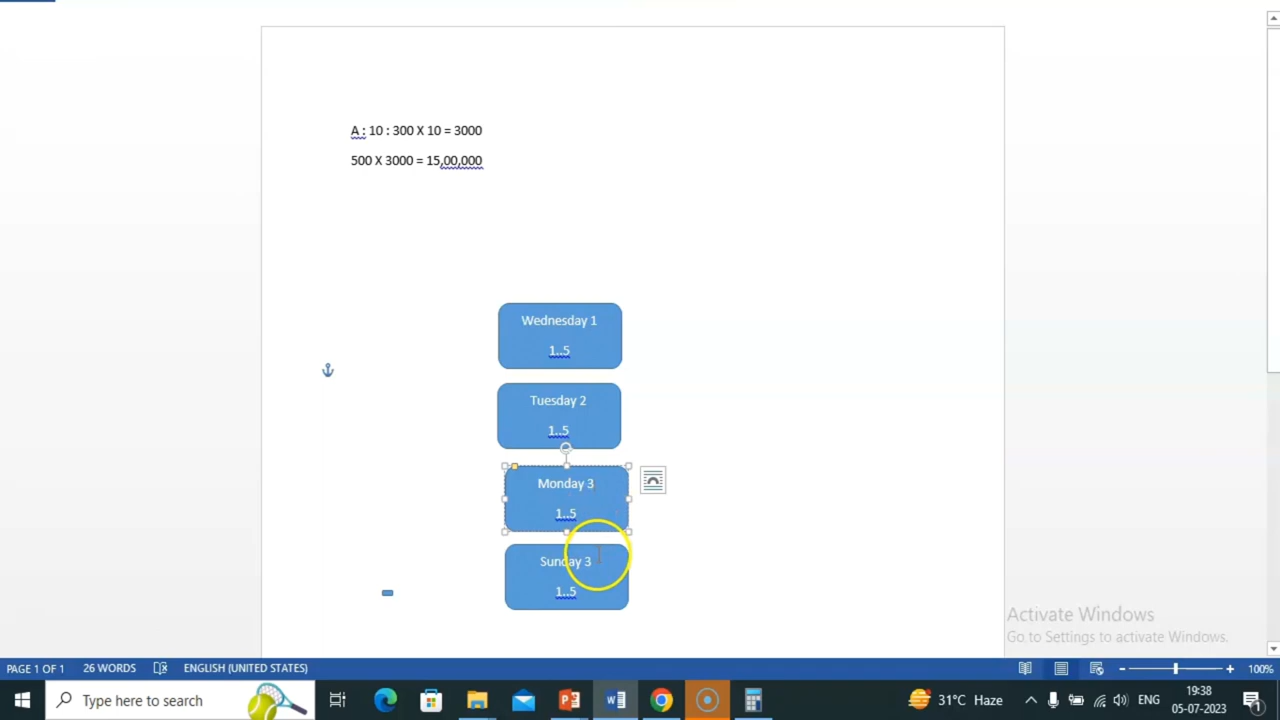 A : 10 : 300 X 10 = 3000
500 X 3000 = 15,00,000
Wednesday 1
1..5
Tuesday 2
1..5
Monday 3
1..5
Sunday 3
1..5
Activate Windows
Go to Settings to activate Windows.
PAGE 1 OF 1 26 WORDS ENGLISH (UNITED STATES) 100%
Type here to search 31°C Haze ENG 19:38
05-07-2023 1